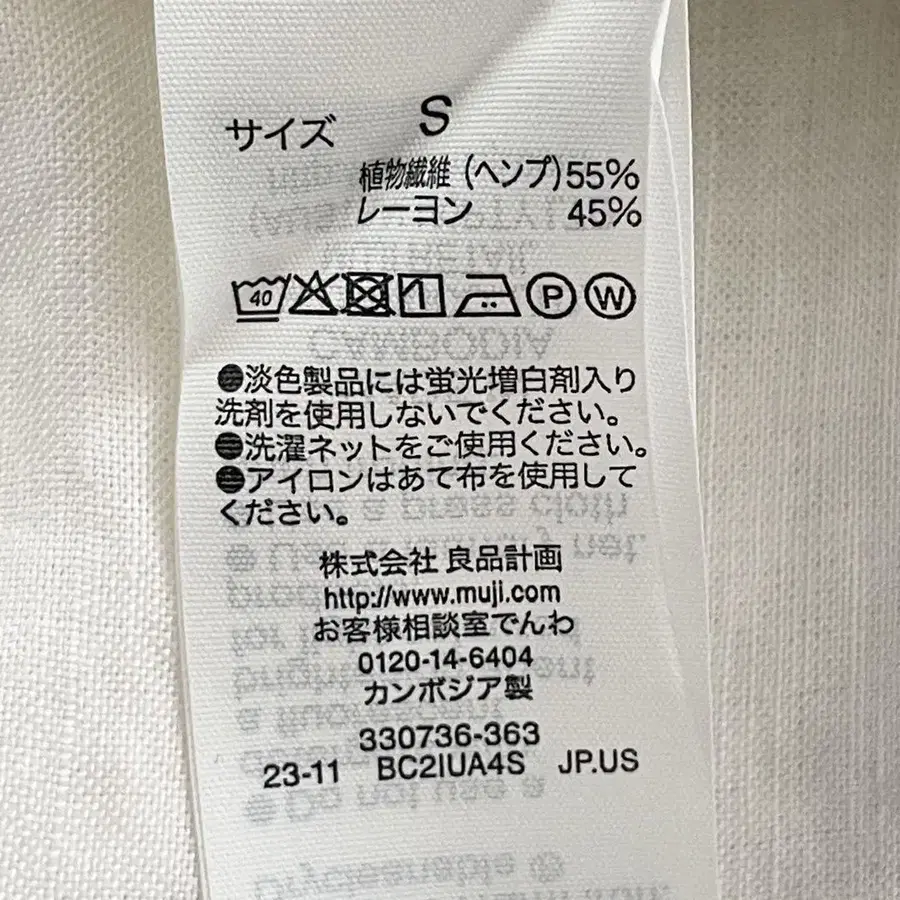 サイズ S
植物繊維(ヘンプ)55%
レーヨン 45%
40 P W
●淡色製品には蛍光増白剤入り
洗剤を使用しないでください。
●洗濯ネットをご使用ください。
●アイロンはあて布を使用して
ください。
株式会社 良品計画
http://www.muji.com
お客様相談室でんわ
0120-14-6404
カンボジア製
330736-363
23-11 BC2IUA4S JP.US